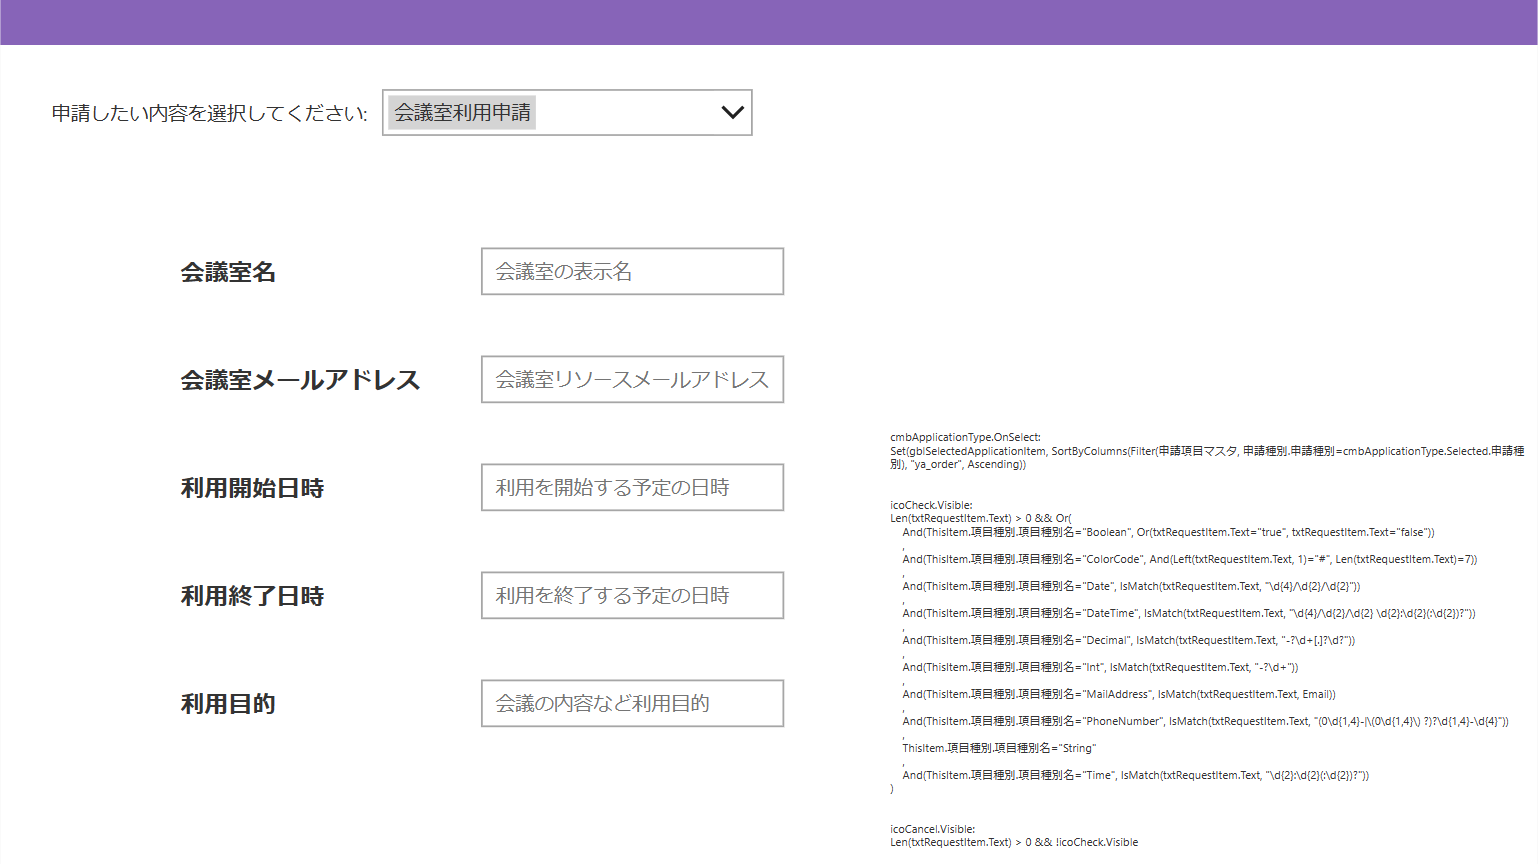 申請したい内容を選択してください:
会議室利用申請
会議室名
会議室の表示名
会議室メールアドレス
会議室リソースメールアドレス
利用開始日時
利用を開始する予定の日時
利用終了日時
利用を終了する予定の日時
利用目的
会議の内容など利用目的
cmbApplicationType.OnSelect:
Set(gblSelectedApplicationItem, SortByColumns(Filter(申請項目マスタ, 申請種別.申請種別=cmbApplicationType.Selected.申請種
別), "ya_order", Ascending))
icoCheck.Visible:
Len(txtRequestItem.Text) > 0 && Or(
And(ThisItem.項目種別.項目種別名="Boolean", Or(txtRequestItem.Text="true", txtRequestItem.Text="false"))
,
And(ThisItem.項目種別.項目種別名="ColorCode", And(Left(txtRequestItem.Text, 1)="#", Len(txtRequestItem.Text)=7))
,
And(ThisItem.項目種別.項目種別名="Date", IsMatch(txtRequestItem.Text, "\d{4}/\d{2}/\d{2}"))
,
And(ThisItem.項目種別.項目種別名="DateTime", IsMatch(txtRequestItem.Text, "\d{4}/\d{2}/\d{2} \d{2}:\d{2}(:\d{2})?"))
,
And(ThisItem.項目種別.項目種別名="Decimal", IsMatch(txtRequestItem.Text, "-?\d+[.]?\d?"))
,
And(ThisItem.項目種別.項目種別名="Int", IsMatch(txtRequestItem.Text, "-?\d+"))
,
And(ThisItem.項目種別.項目種別名="MailAddress", IsMatch(txtRequestItem.Text, Email))
,
And(ThisItem.項目種別.項目種別名="PhoneNumber", IsMatch(txtRequestItem.Text, "(0\d{1,4}-|\(0\d{1,4}\) ?)?\d{1,4}-\d{4}"))
,
ThisItem.項目種別.項目種別名="String"
,
And(ThisItem.項目種別.項目種別名="Time", IsMatch(txtRequestItem.Text, "\d{2}:\d{2}(:\d{2})?"))
)
icoCancel.Visible:
Len(txtRequestItem.Text) > 0 && !icoCheck.Visible